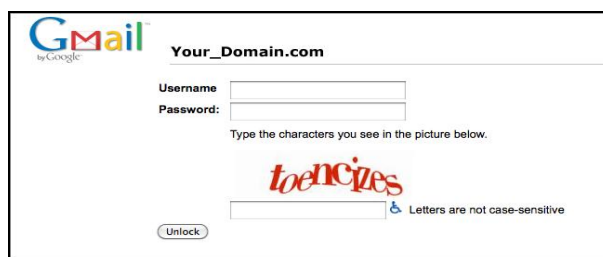 Gmail
by Google
Your_Domain.com
Username
Password:
Type the characters you see in the picture below.
toencizes
Letters are not case-sensitive
Unlock